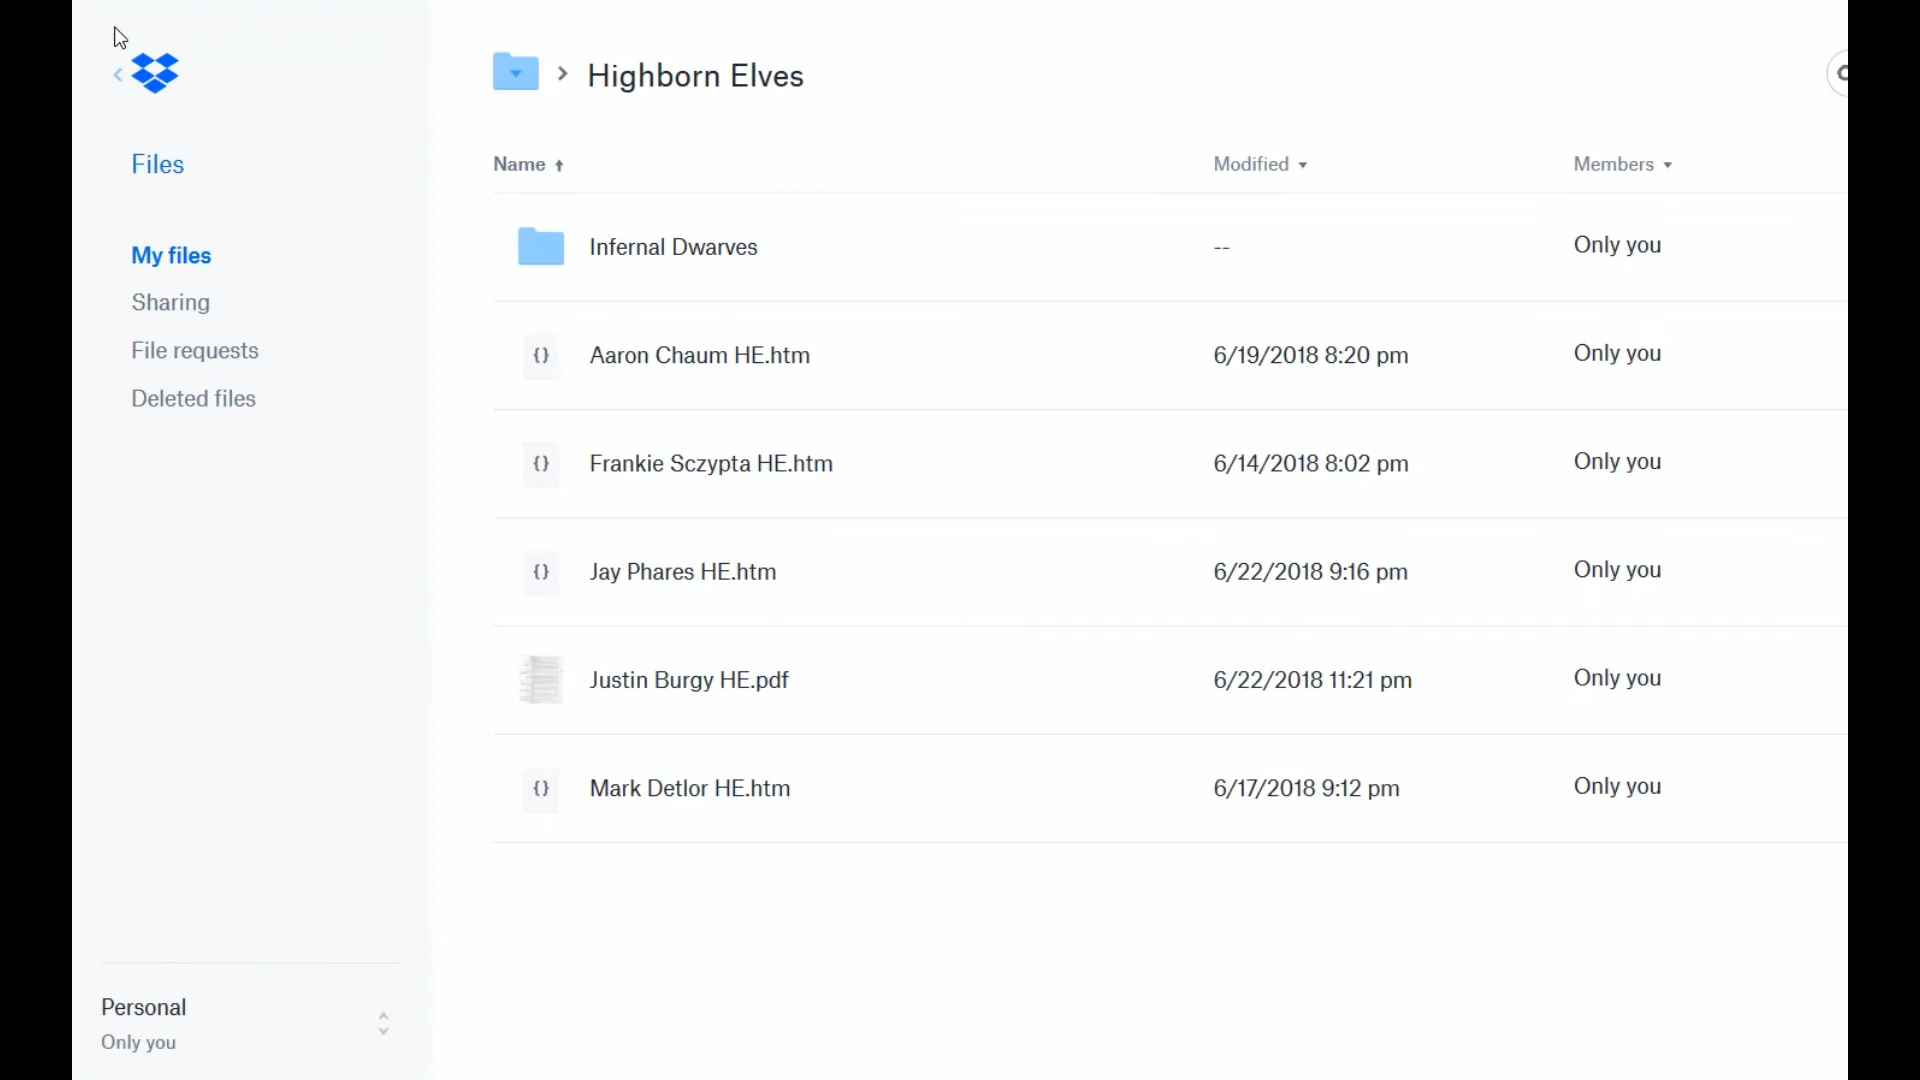 Highborn Elves
Files
My files
Sharing
File requests
Deleted files
Personal
Only you
Name Modified Members
Infernal Dwarves -- Only you
{} Aaron Chaum HE.htm 6/19/2018 8:20 pm Only you
{} Frankie Sczypta HE.htm 6/14/2018 8:02 pm Only you
{} Jay Phares HE.htm 6/22/2018 9:16 pm Only you
Justin Burgy HE.pdf 6/22/2018 11:21 pm Only you
{} Mark Detlor HE.htm 6/17/2018 9:12 pm Only you